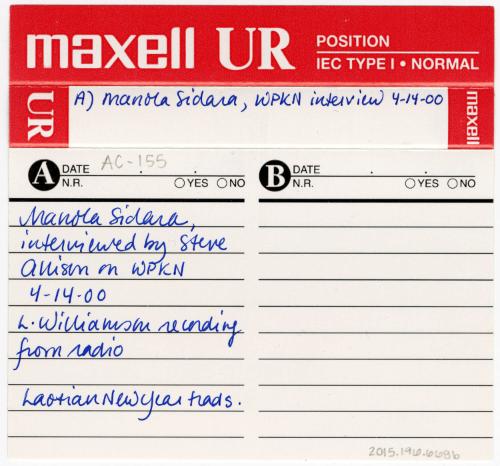 maxell UR
POSITION
IEC TYPE I • NORMAL
UR
A) Manola Sidara, WPKN interview 4-14-00
maxell
A DATE AC-155 . .
N.R. ○YES ○NO
B DATE . .
N.R. ○YES ○NO
Manola Sidara,
interviewed by Steve
Allison on WPKN
4-14-00
L. Williamson recording
from radio
Laotian New Year trads.
2015.196.668b